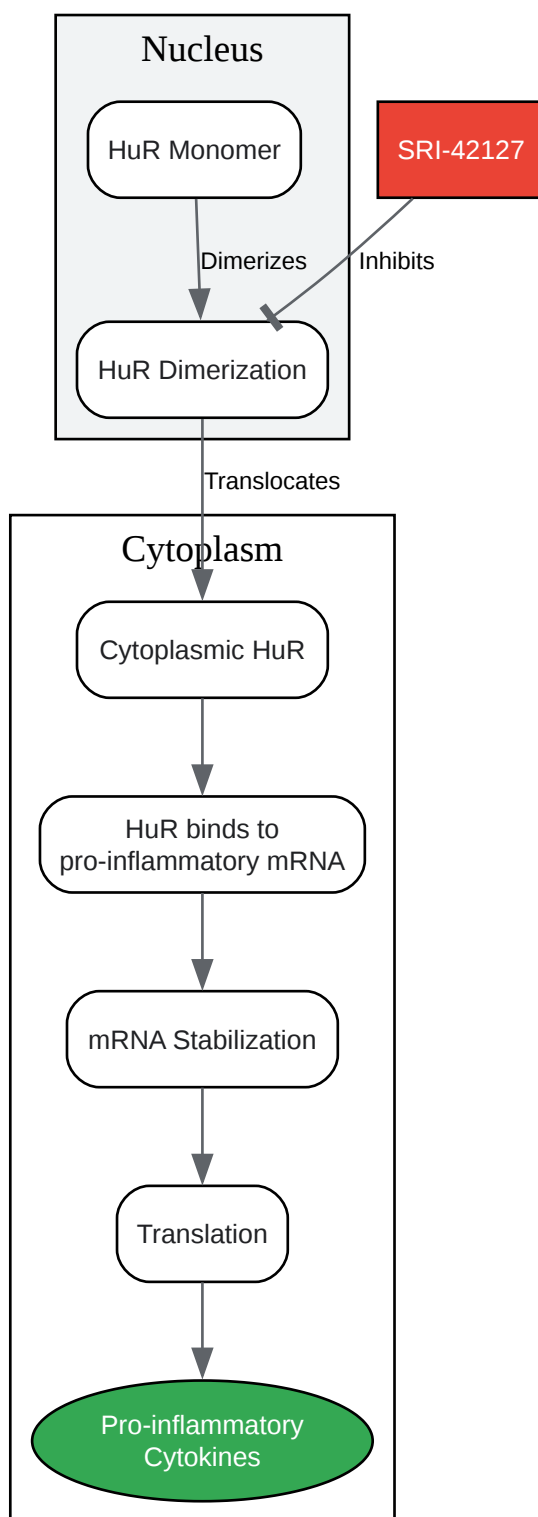 Nucleus
HuR Monomer
SRI-42127
Dimerizes
Inhibits
HuR Dimerization
Translocates
Cytoplasm
Cytoplasmic HuR
HuR binds to
pro-inflammatory mRNA
mRNA Stabilization
Translation
Pro-inflammatory
Cytokines